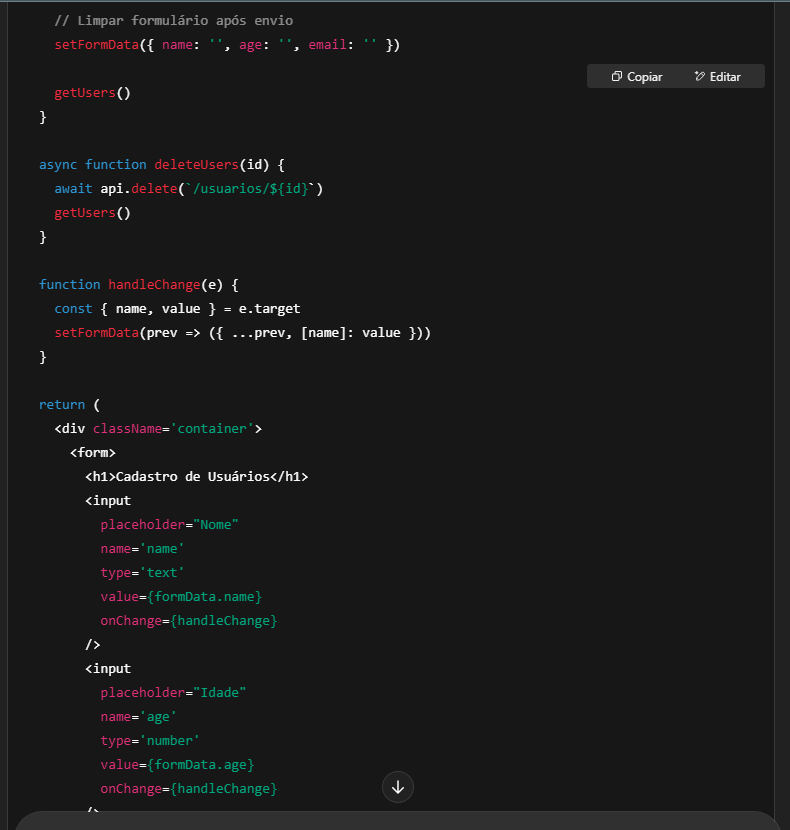 // Limpar formulário após envio
setFormData({ name: '', age: '', email: '' })
Copiar Editar
getUsers()
}
async function deleteUsers(id) {
await api.delete(`/usuarios/${id}`)
getUsers()
}
function handleChange(e) {
const { name, value } = e.target
setFormData(prev => ({ ...prev, [name]: value }))
}
return (
<div className='container'>
<form>
<h1>Cadastro de Usuários</h1>
<input
placeholder="Nome"
name='name'
type='text'
value={formData.name}
onChange={handleChange}
/>
<input
placeholder="Idade"
name='age'
type='number'
value={formData.age}
onChange={handleChange}
/>